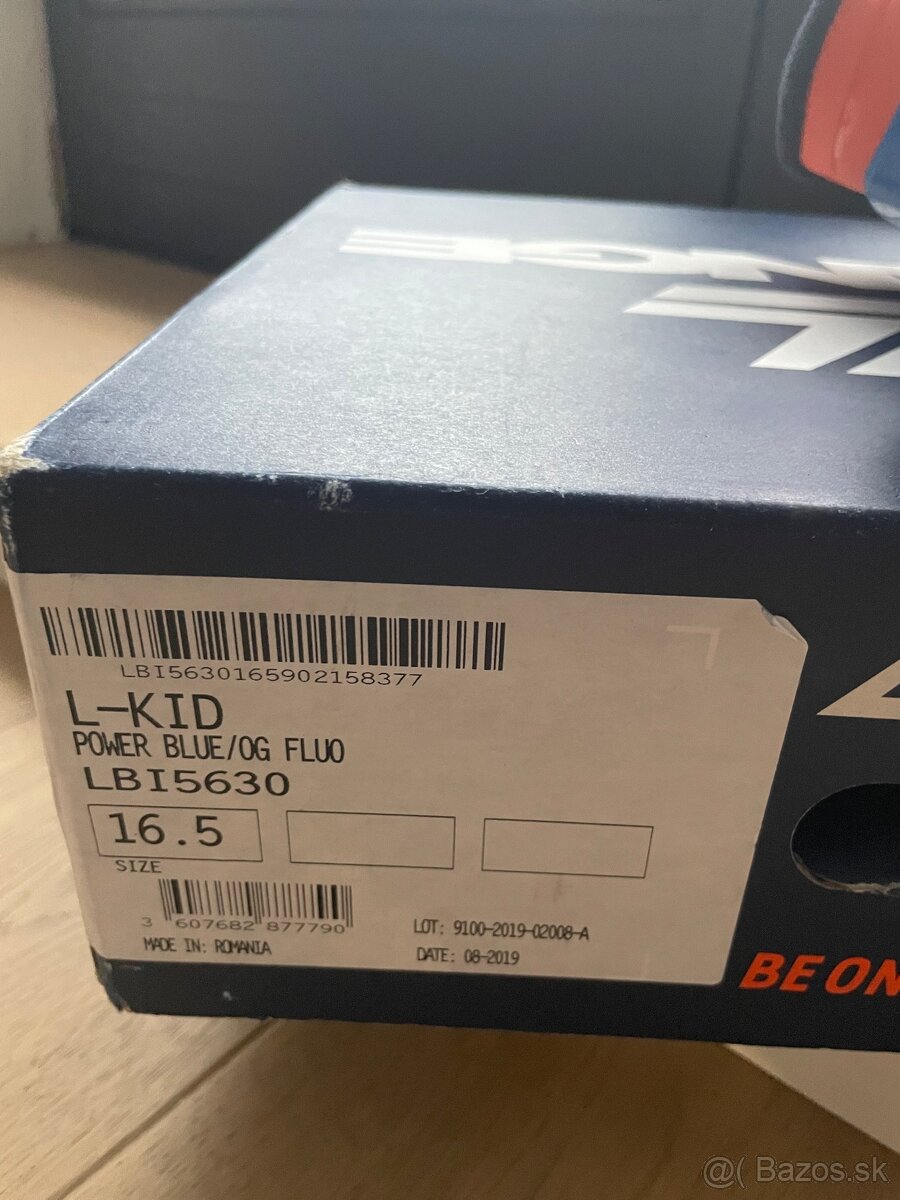 LBI5630165902158377
L-KID
POWER BLUE/OG FLUO
LBI5630
16.5
SIZE
3 607682 877790
MADE IN: ROMANIA
LOT: 9100-2019-02008-A
DATE: 08-2019
BE ON
@( Bazos.sk